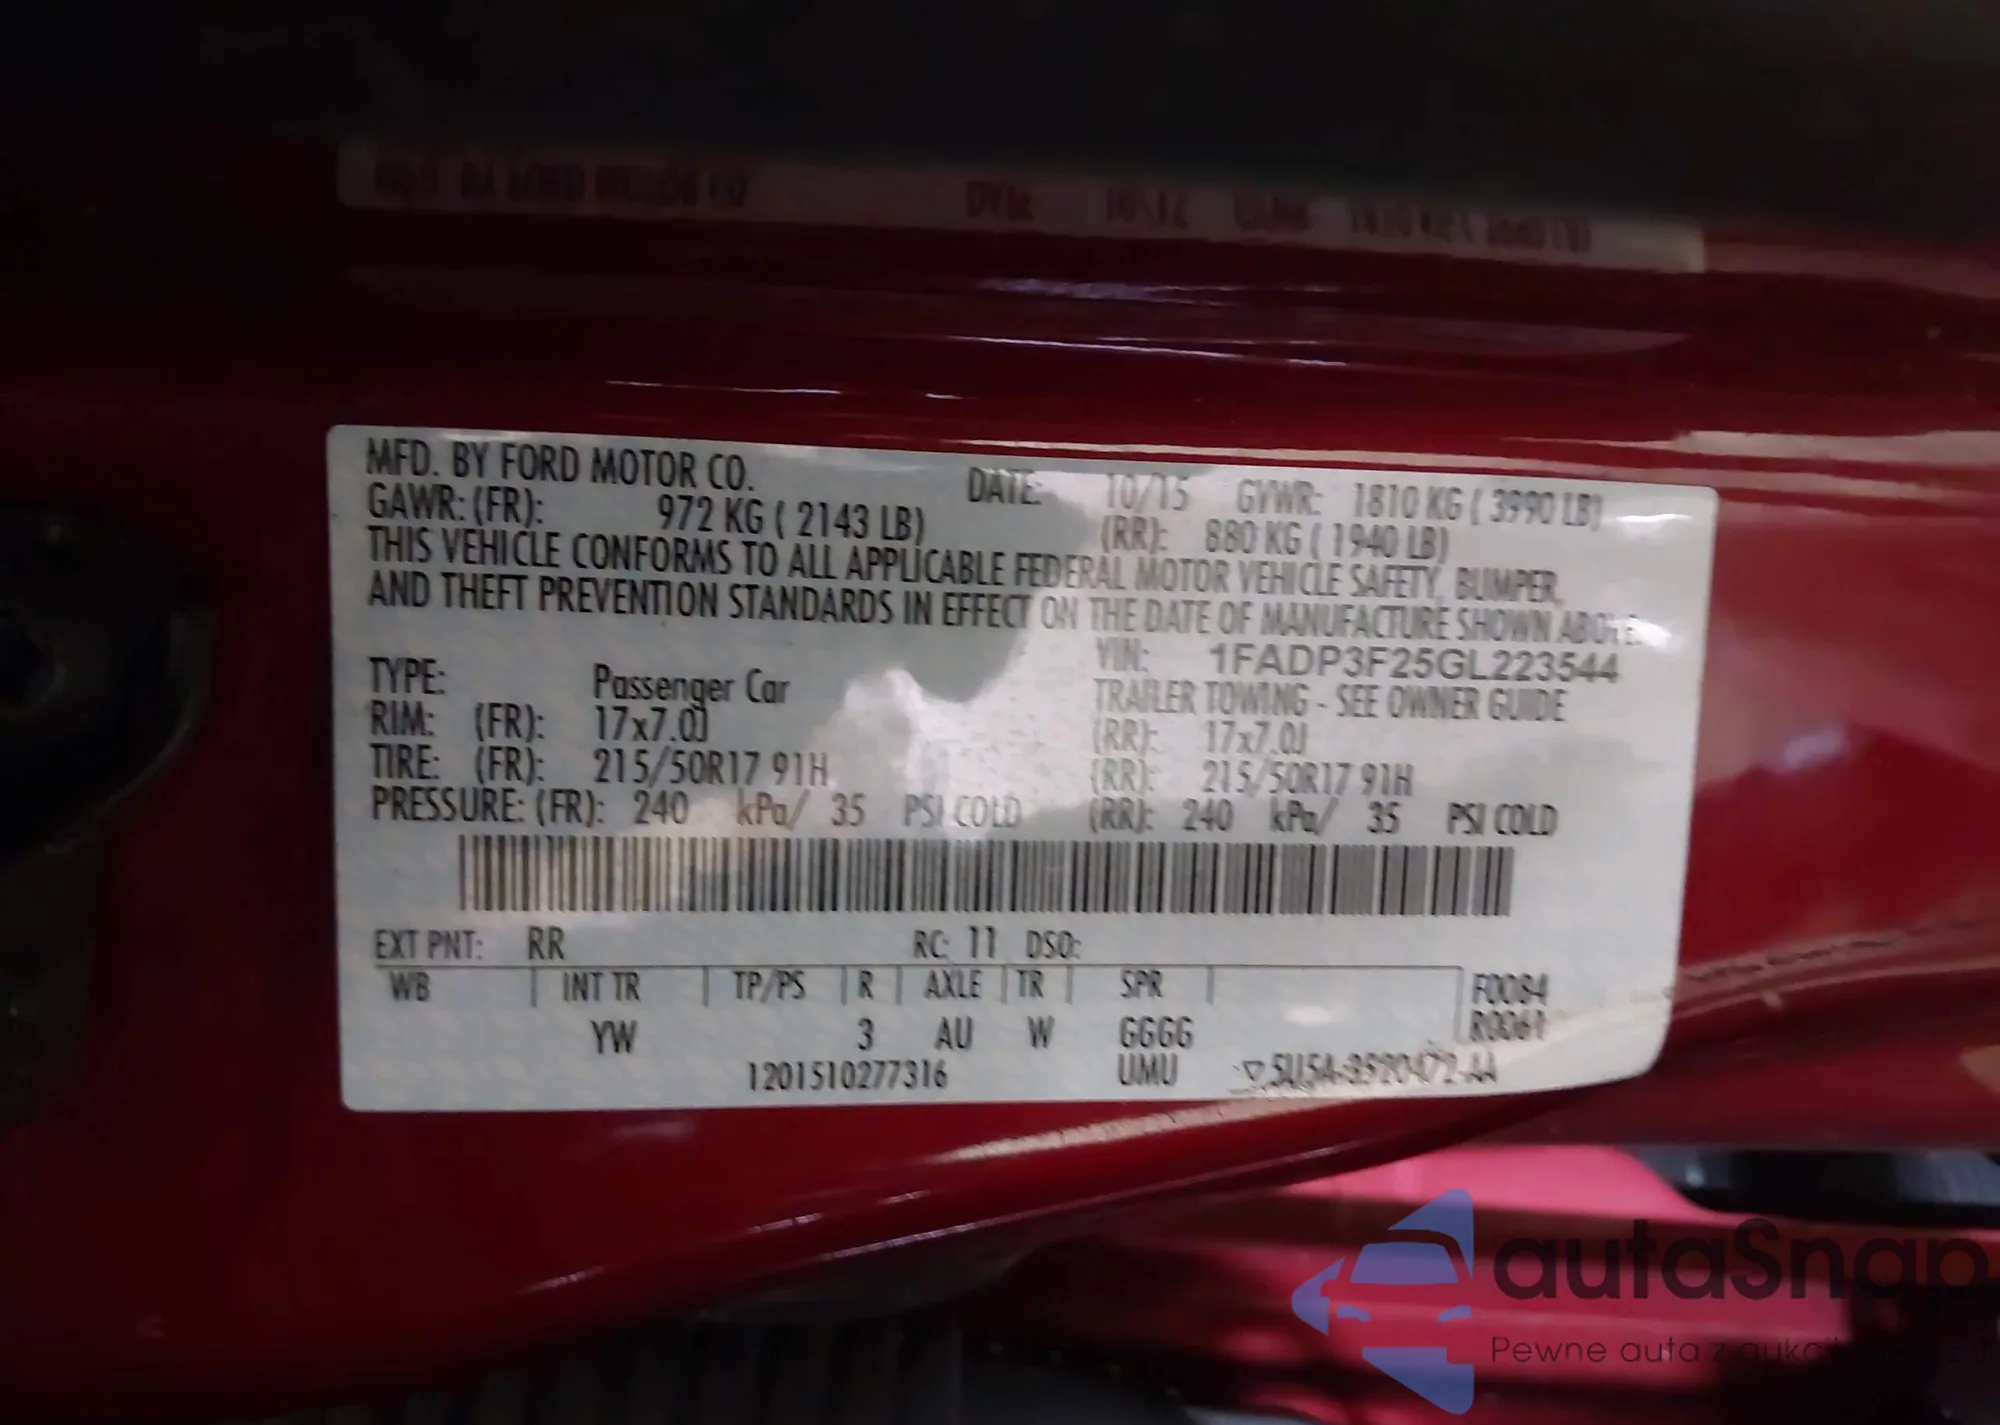 MFD. BY FORD MOTOR CO. DATE: 10/15 GVWR: 1810 KG ( 3990 LB)
GAWR: (FR): 972 KG ( 2143 LB) (RR): 880 KG ( 1940 LB)
THIS VEHICLE CONFORMS TO ALL APPLICABLE FEDERAL MOTOR VEHICLE SAFETY, BUMPER,
AND THEFT PREVENTION STANDARDS IN EFFECT ON THE DATE OF MANUFACTURE SHOWN ABOVE.
VIN: 1FADP3F25GL223544
TYPE: Passenger Car TRAILER TOWING - SEE OWNER GUIDE
RIM: (FR): 17x7.0J (RR): 17x7.0J
TIRE: (FR): 215/50R17 91H (RR): 215/50R17 91H
PRESSURE: (FR): 240 kPa/ 35 PSI COLD (RR): 240 kPa/ 35 PSI COLD
EXT PNT: RR RC: 11 DSO:
WB INT TR TP/PS R AXLE TR SPR F0084
YW 3 AU W GGGG R0061
1201510277316 UMU 5U5A-3520472-AA
autaSnap
Pewne auta z